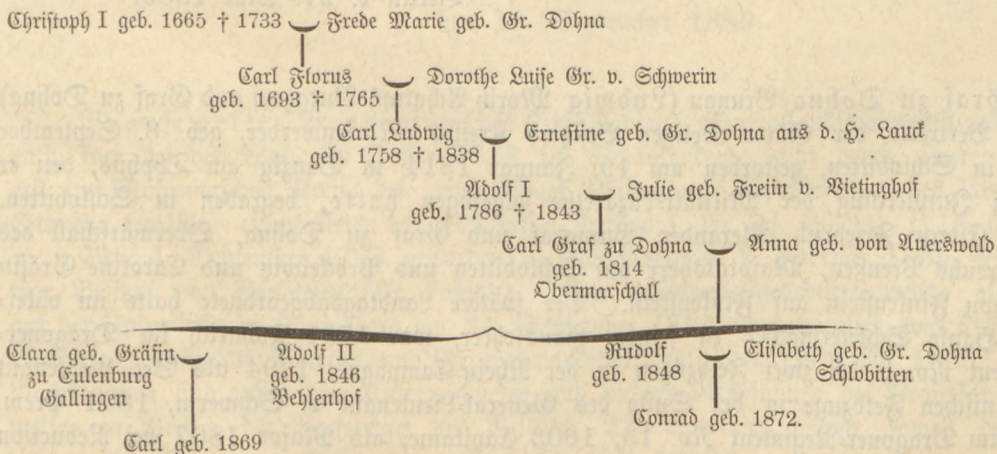 Christoph I geb. 1665 † 1733 Frede Marie geb. Gr. Dohna
Carl Florus Dorothe Luise Gr. v. Schwerin
geb. 1693 † 1765
Carl Ludwig Ernestine geb. Gr. Dohna aus d. H. Lauck
geb. 1758 † 1838
Adolf I Julie geb. Freiin v. Vietinghof
geb. 1786 † 1843
Carl Graf zu Dohna Anna geb. von Auerswald
geb. 1814
Obermarschall
Clara geb. Gräfin Adolf II Rudolf Elisabeth geb. Gr. Dohna
zu Eulenburg geb. 1846 geb. 1848 Schlobitten
Gallingen Behlenhof
Conrad geb. 1872.
Carl geb. 1869